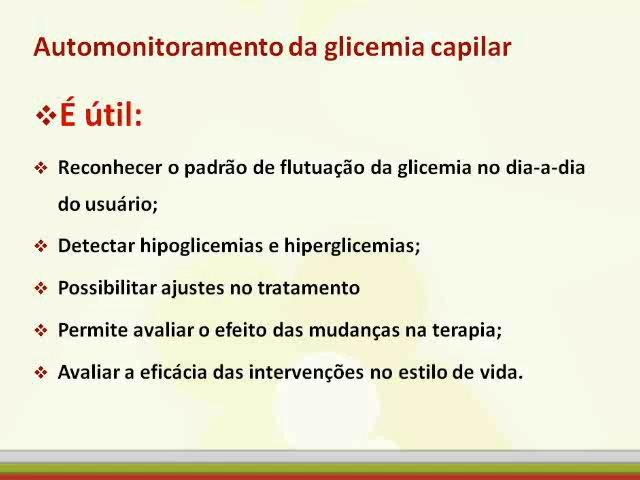 Automonitoramento da glicemia capilar
❖É útil:
❖ Reconhecer o padrão de flutuação da glicemia no dia-a-dia
do usuário;
❖ Detectar hipoglicemias e hiperglicemias;
❖ Possibilitar ajustes no tratamento
❖ Permite avaliar o efeito das mudanças na terapia;
❖ Avaliar a eficácia das intervenções no estilo de vida.